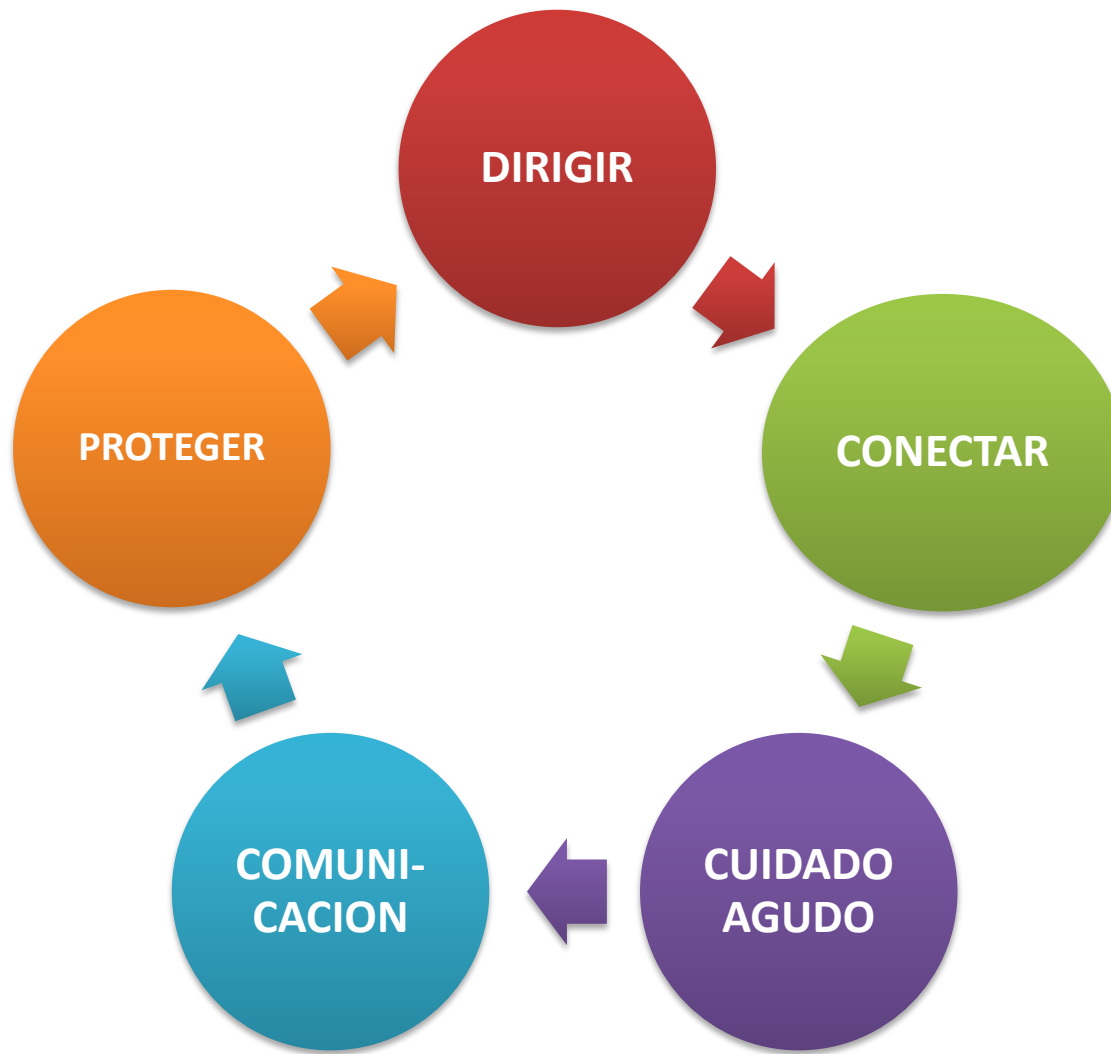 DIRIGIR
CONECTAR
CUIDADO
AGUDO
COMUNI-
CACION
PROTEGER